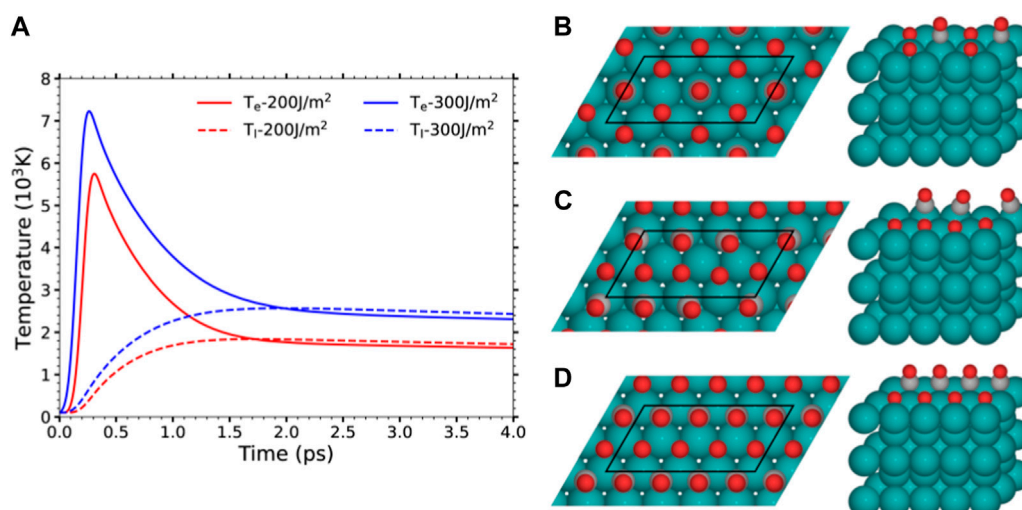 A
8
7
6
5
4
3
2
1
0
Temperature (10³K)
Tₑ-200J/m²
Tₗ-200J/m²
Tₑ-300J/m²
Tₗ-300J/m²
0.0 0.5 1.0 1.5 2.0 2.5 3.0 3.5 4.0
Time (ps)
B
C
D